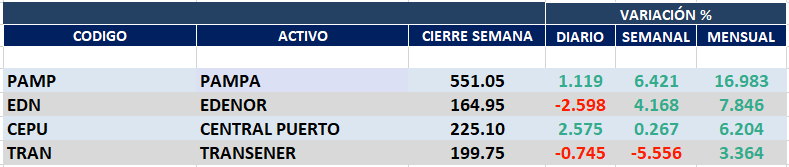 VARIACIÓN %
CODIGO ACTIVO CIERRE SEMANA DIARIO SEMANAL MENSUAL
PAMP PAMPA 551.05 1.119 6.421 16.983
EDN EDENOR 164.95 -2.598 4.168 7.846
CEPU CENTRAL PUERTO 225.10 2.575 0.267 6.204
TRAN TRANSENER 199.75 -0.745 -5.556 3.364